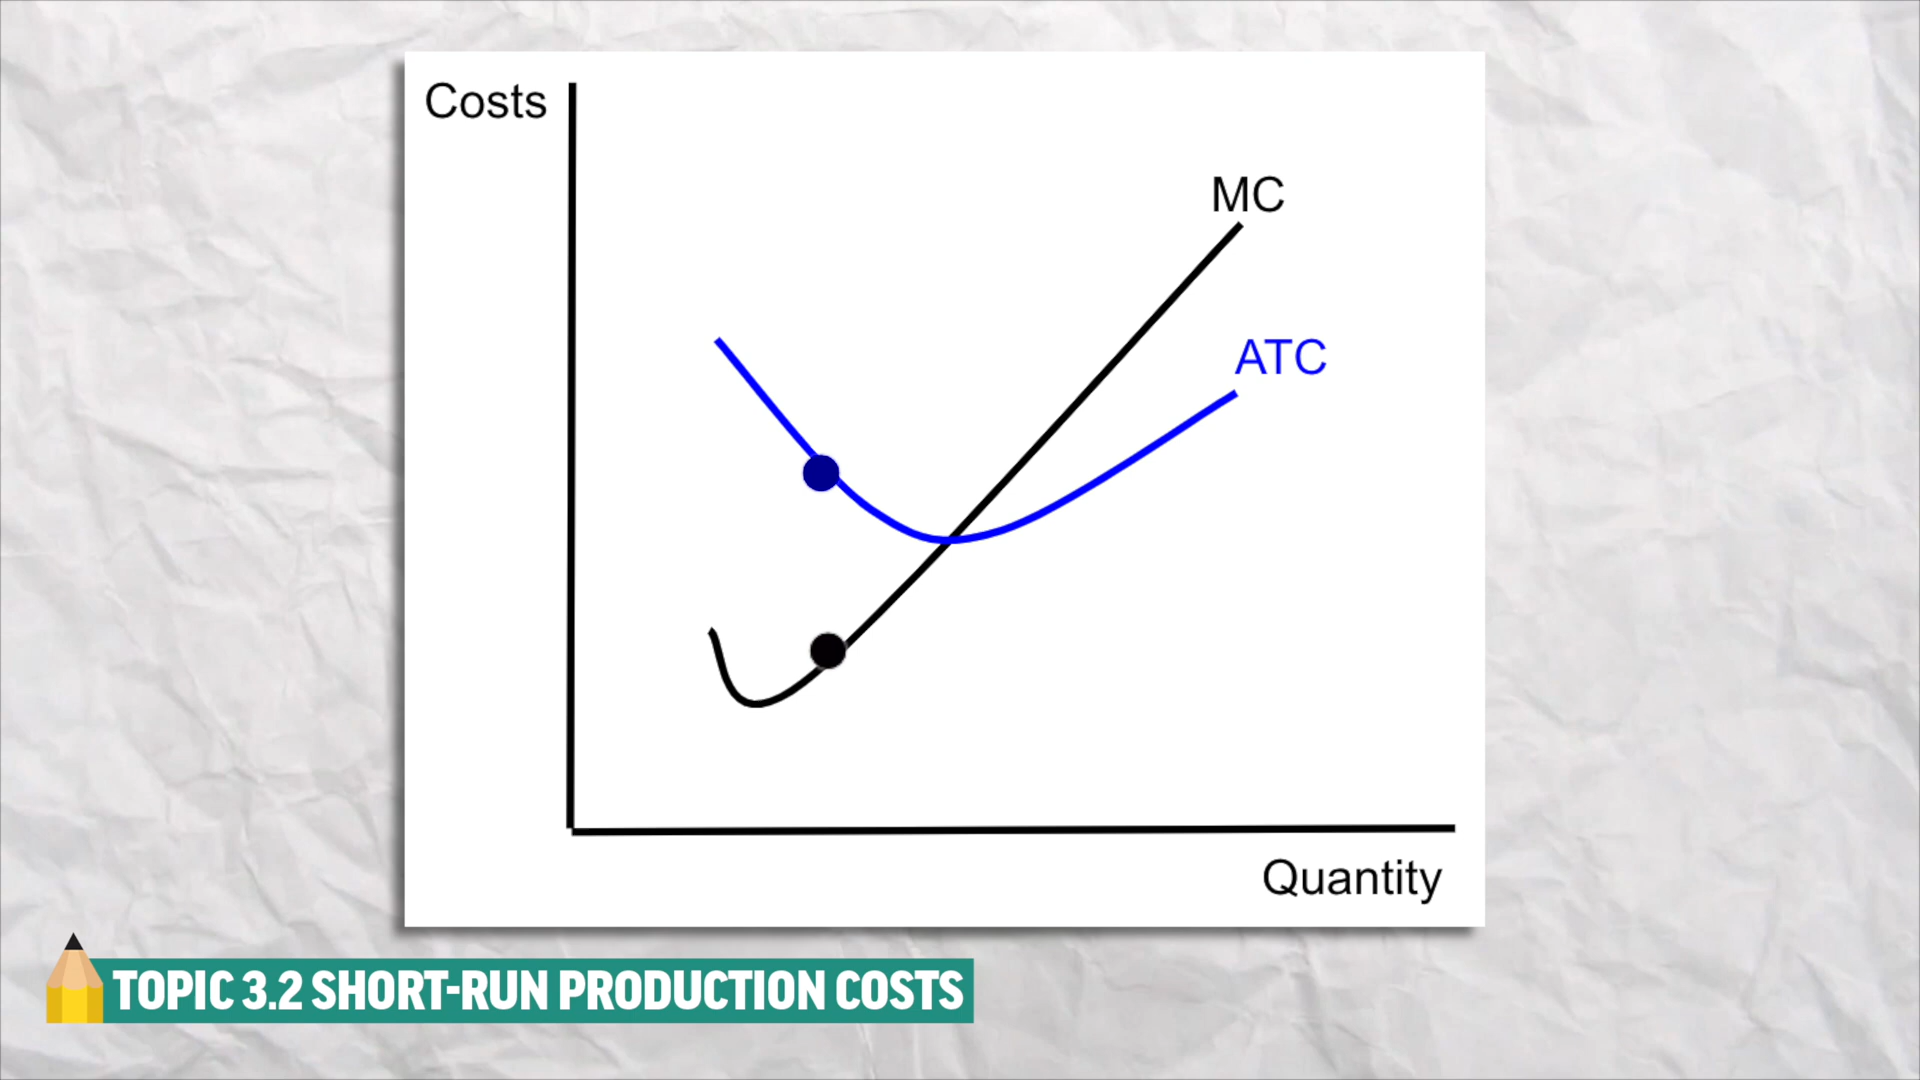 Costs
MC
ATC
Quantity
TOPIC 3.2 SHORT-RUN PRODUCTION COSTS